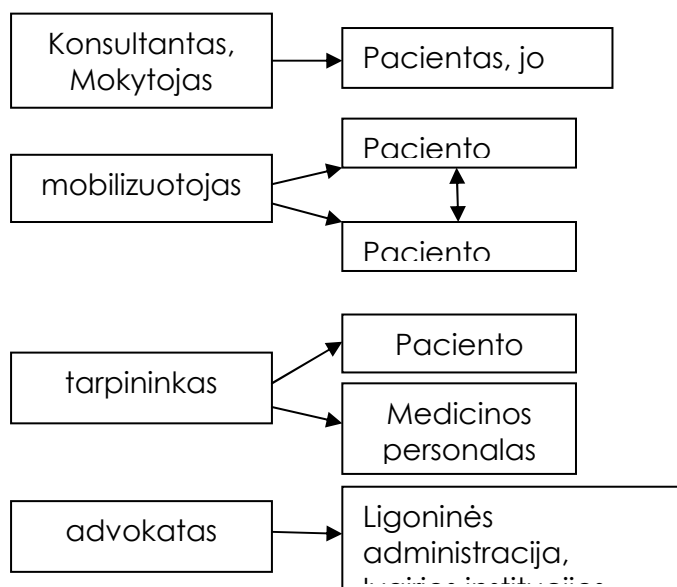 Konsultantas,
Mokytojas
Pacientas, jo
mobilizuotojas
Paciento
Paciento
tarpininkas
Paciento
Medicinos
personalas
advokatas
Ligoninės
administracija,